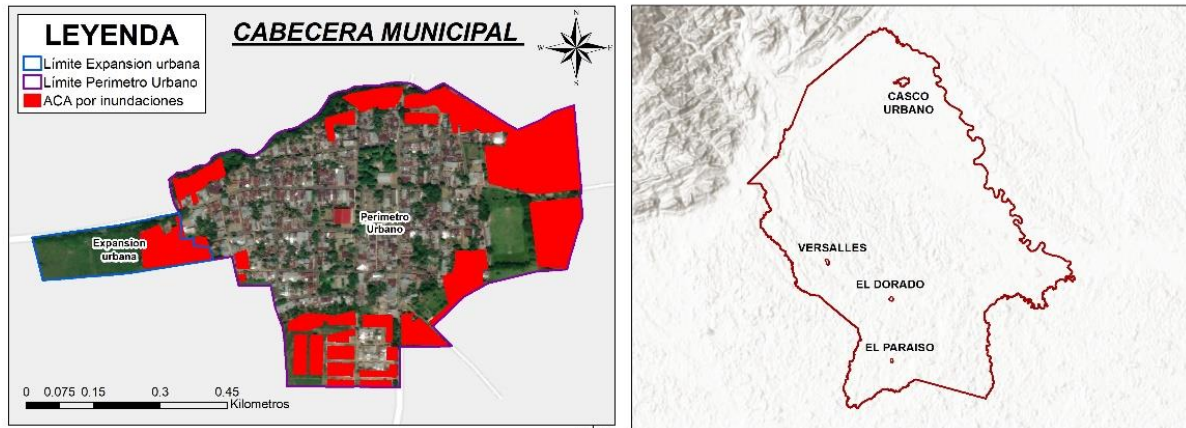 LEYENDA
Límite Expansion urbana
Límite Perimetro Urbano
ACA por inundaciones
CABECERA MUNICIPAL
N
W
E
S
Perimetro
Urbano
Expansion
urbana
0 0.075 0.15 0.3 0.45
Kilometros
CASCO
URBANO
VERSALLES
EL DORADO
EL PARAISO